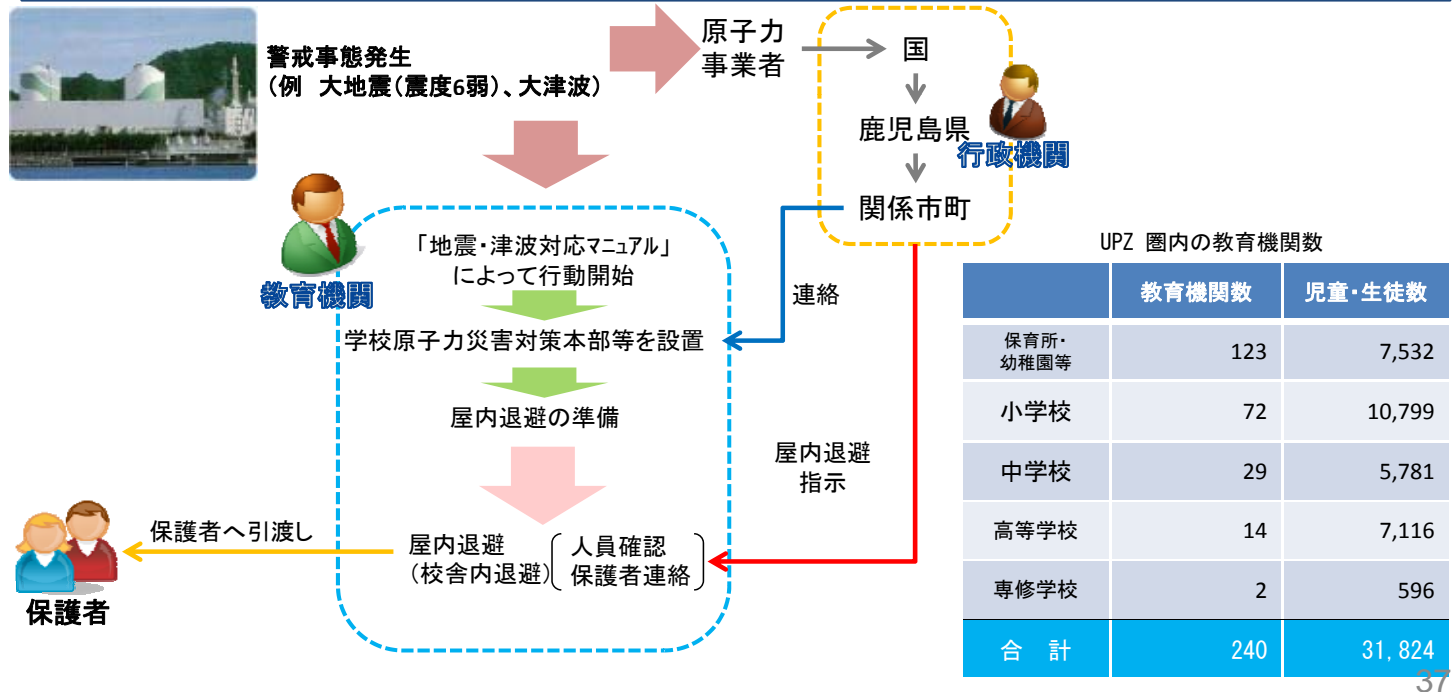 警戒事態発生
(例 大地震(震度6弱)、大津波)
原子力
事業者
国
鹿児島県
行政機関
関係市町
教育機関
「地震・津波対応マニュアル」
によって行動開始
連絡
学校原子力災害対策本部等を設置
屋内退避の準備
屋内退避
指示
保護者へ引渡し
屋内退避
(校舎内退避)
人員確認
保護者連絡
保護者
UPZ 圏内の教育機関数
教育機関数 児童・生徒数
保育所・
幼稚園等 123 7,532
小学校 72 10,799
中学校 29 5,781
高等学校 14 7,116
専修学校 2 596
合 計 240 31,824
37